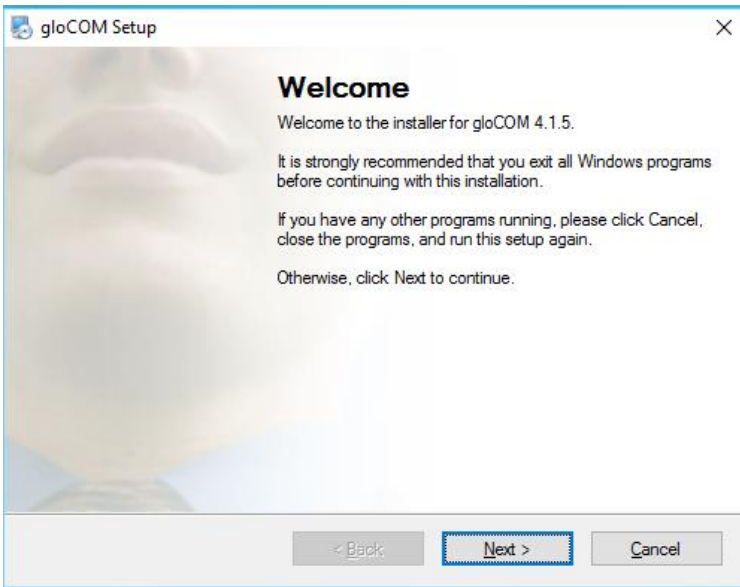 gloCOM Setup
Welcome
Welcome to the installer for gloCOM 4.1.5.
It is strongly recommended that you exit all Windows programs
before continuing with this installation.
If you have any other programs running, please click Cancel,
close the programs, and run this setup again.
Otherwise, click Next to continue.
< Back
Next >
Cancel